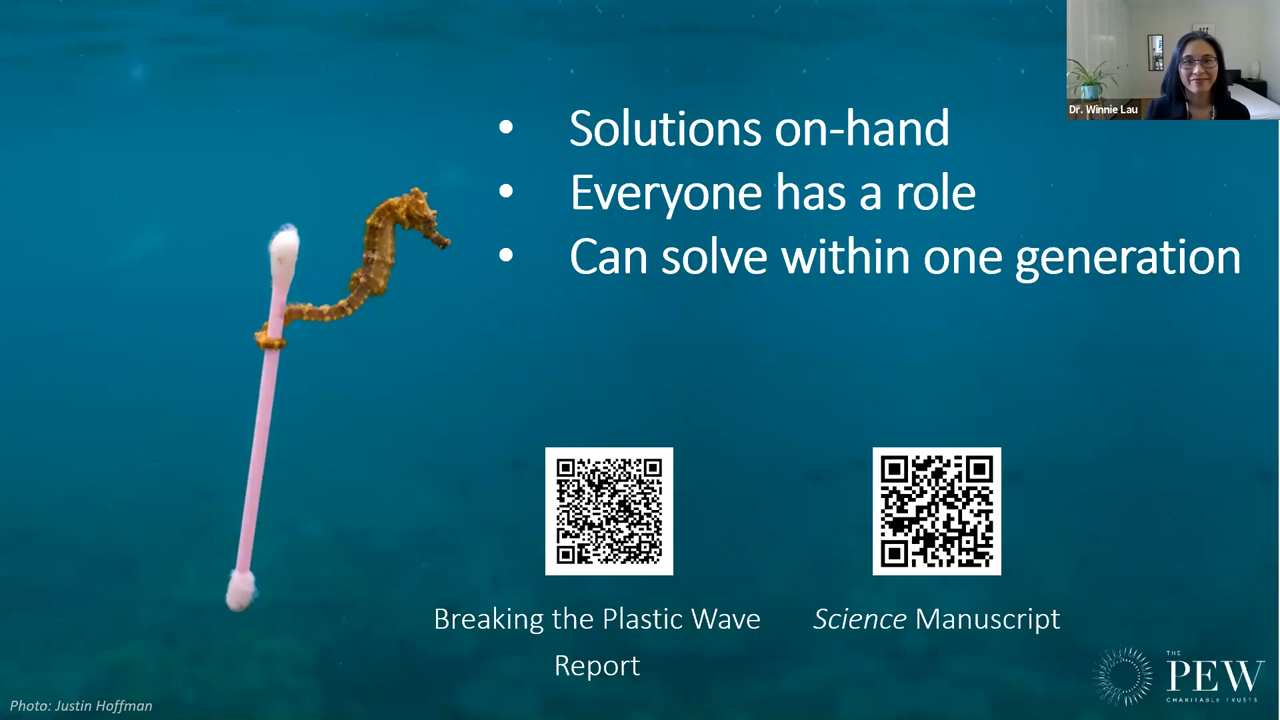 Dr. Winnie Lau
• Solutions on-hand
• Everyone has a role
• Can solve within one generation
Breaking the Plastic Wave
Report
Science Manuscript
THE
PEW
CHARITABLE TRUSTS
Photo: Justin Hoffman